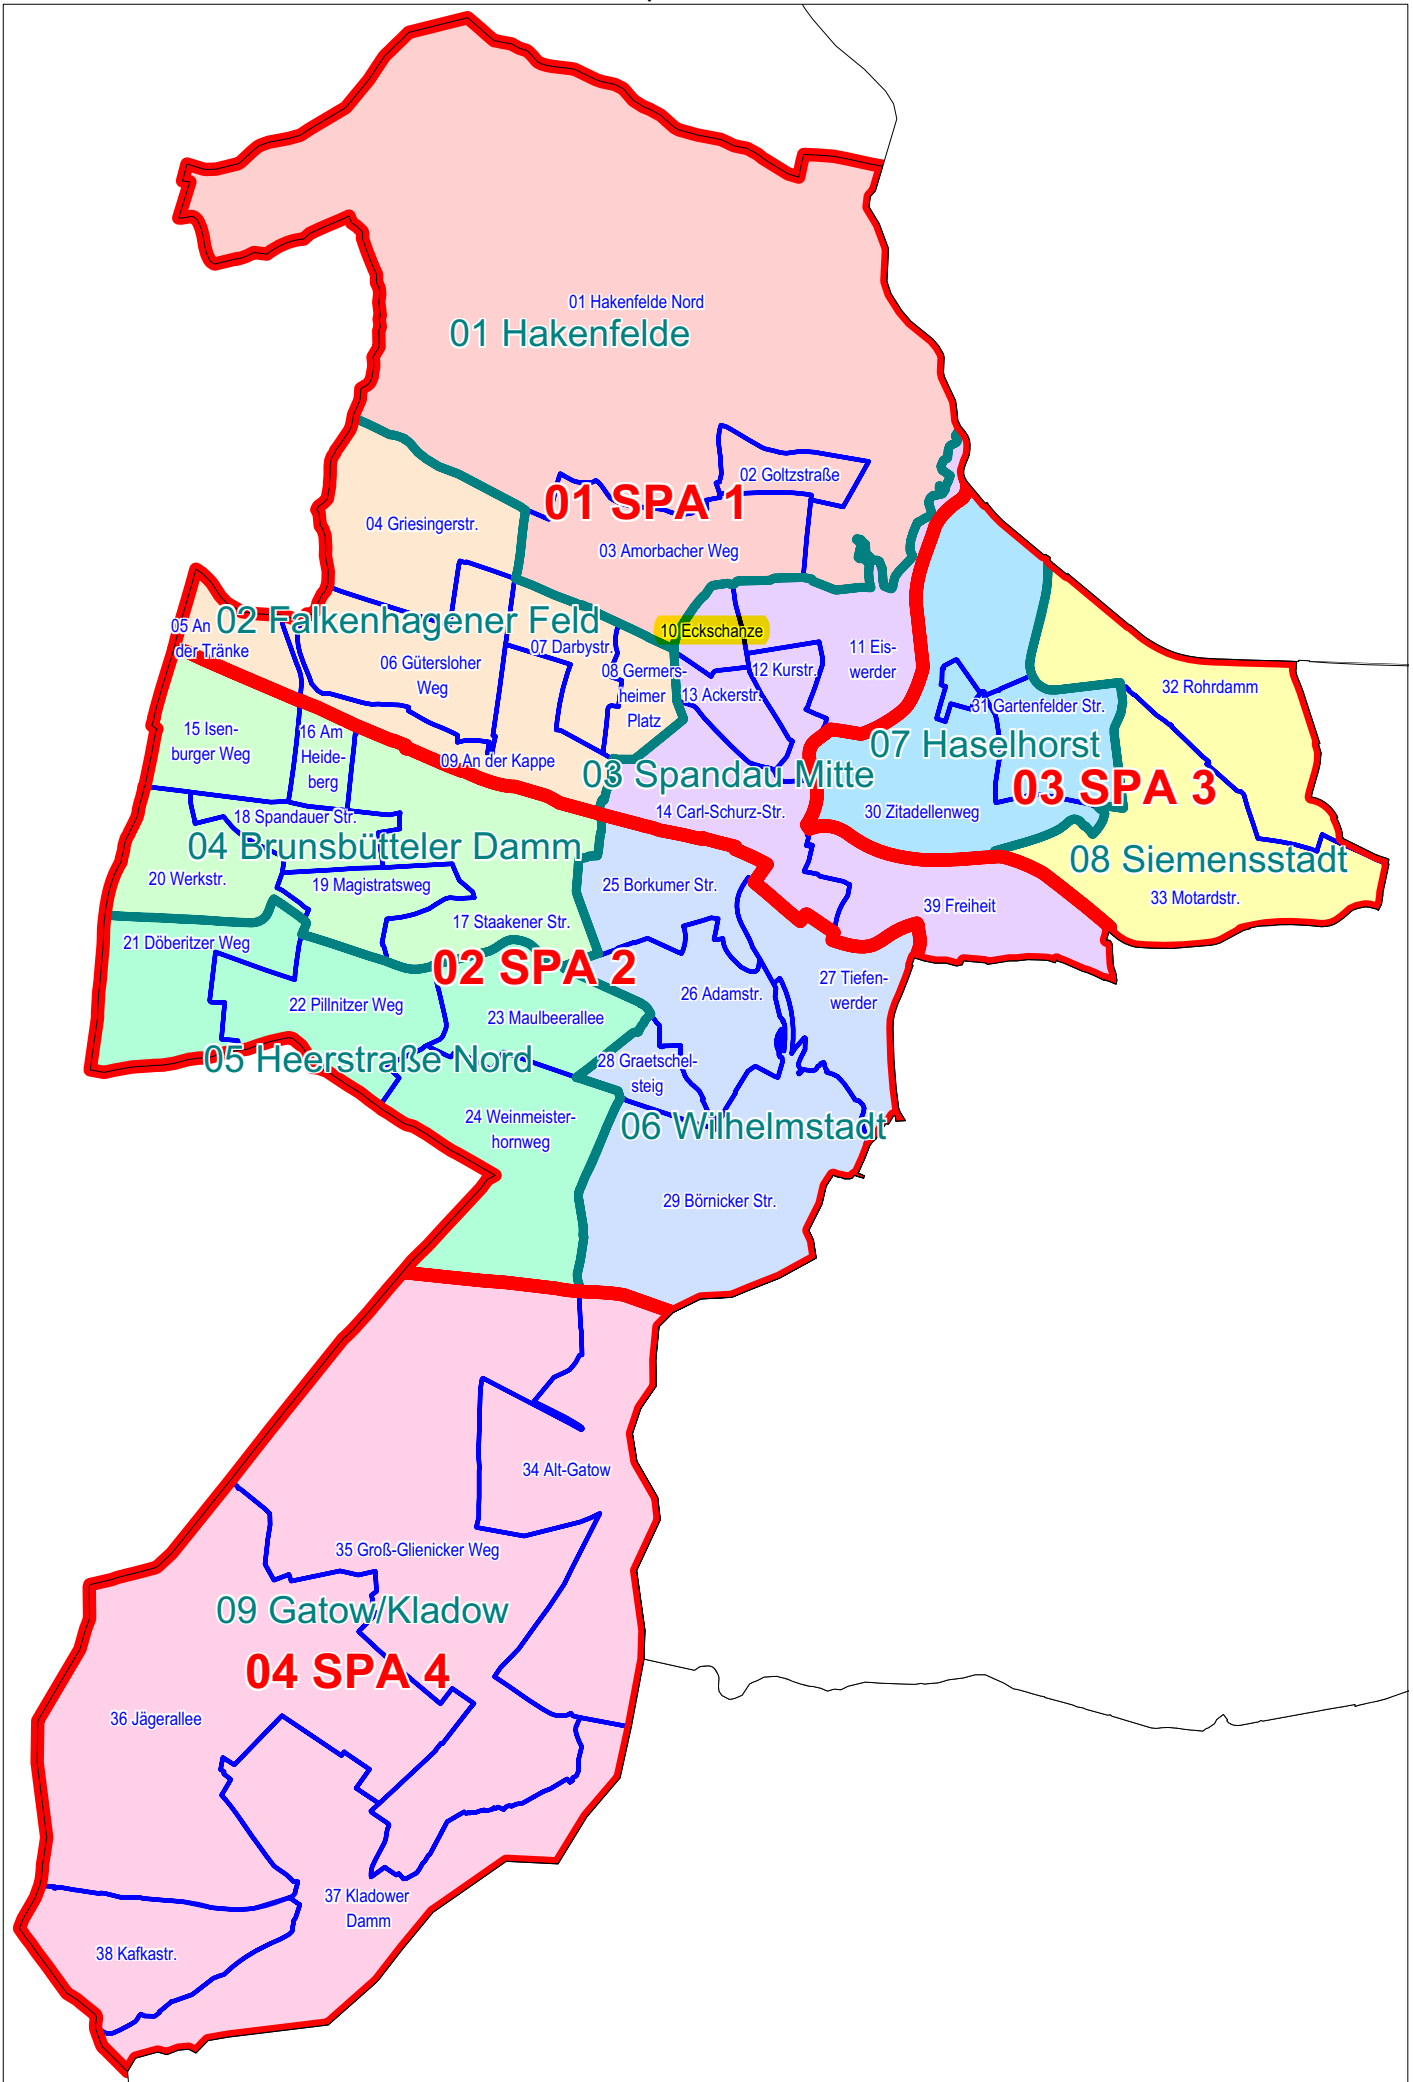 01 Hakenfelde Nord
01 Hakenfelde
02 Goltzstraße
01 SPA 1
04 Griesingerstr.
03 Amorbacher Weg
05 An
der Tränke
02 Falkenhagener Feld
10 Eckschanze
07 Darbystr.
06 Gütersloher
Weg
08 Germers-
heimer
Platz
11 Eis-
werder
12 Kurstr.
13 Ackerstr.
32 Rohrdamm
31 Gartenfelder Str.
15 Isen-
burger Weg
16 Am
Heide-
berg
09 An der Kappe
07 Haselhorst
03 Spandau Mitte
03 SPA 3
14 Carl-Schurz-Str.
30 Zitadellenweg
18 Spandauer Str.
04 Brunsbütteler Damm
08 Siemensstadt
20 Werkstr.
19 Magistratsweg
25 Borkumer Str.
33 Motardstr.
39 Freiheit
17 Staakener Str.
21 Döberitzer Weg
02 SPA 2
27 Tiefen-
werder
26 Adamstr.
22 Pillnitzer Weg
23 Maulbeerallee
05 Heerstraße Nord
28 Graetschel-
steig
24 Weinmeister-
hornweg
06 Wilhelmstadt
29 Börnicker Str.
34 Alt-Gatow
35 Groß-Glienicker Weg
09 Gatow/Kladow
04 SPA 4
36 Jägerallee
37 Kladower
Damm
38 Kafkastr.